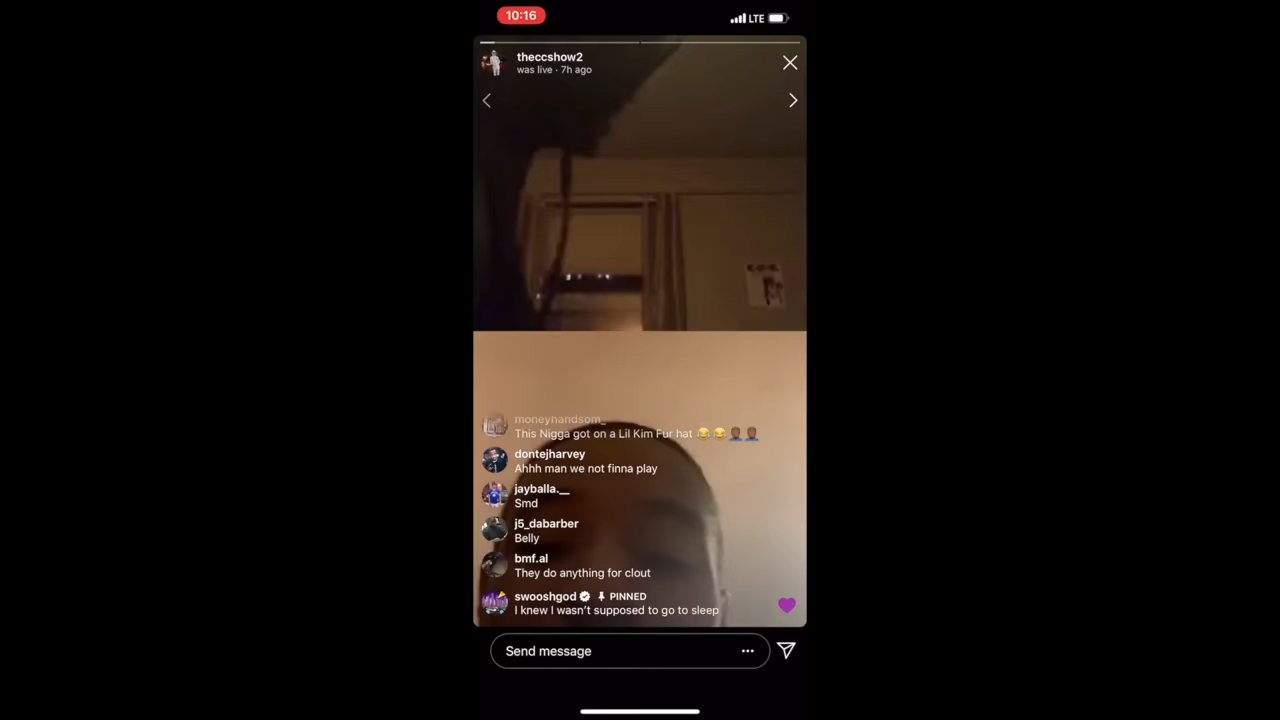 10:16
LTE
theccshow2
was live · 7h ago
moneyhandsom_
This Nigga got on a Lil Kim Fur hat 😂😂🤦🏾‍♂️🤦🏾‍♂️
dontejharvey
Ahhh man we not finna play
jayballa.__
Smd
j5_dabarber
Belly
bmf.al
They do anything for clout
swooshgod PINNED
I knew I wasn't supposed to go to sleep
Send message